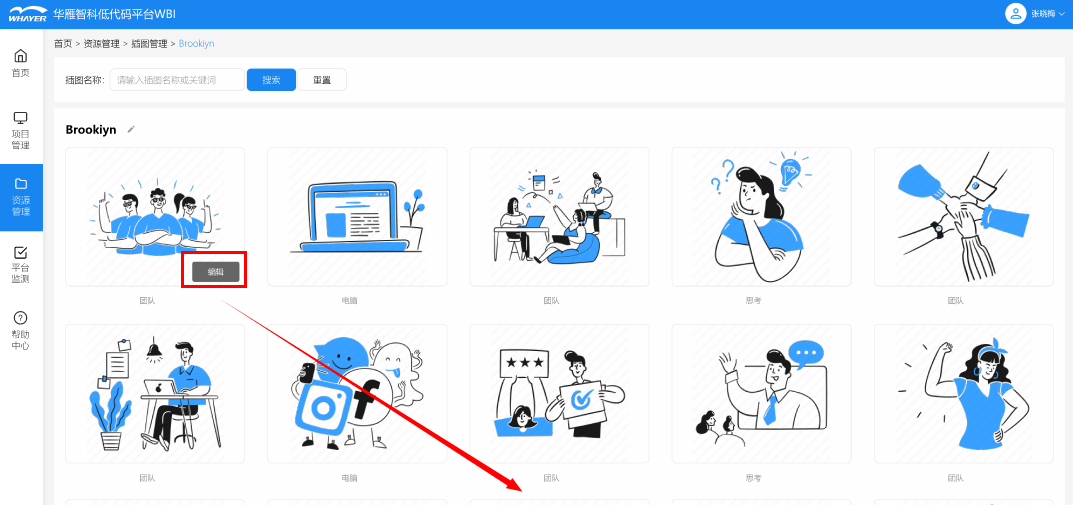 WHAYER 华雁智科低代码平台WBI 张晓梅
首页 > 资源管理 > 插图管理 > Brookiyn
首页
项目
管理
资源
管理
平台
监测
帮助
中心
插图名称: 请输入插图名称或关键词 搜索 重置
Brookiyn
编辑
团队 电脑 团队 思考 团队
团队 电脑 团队 思考 团队